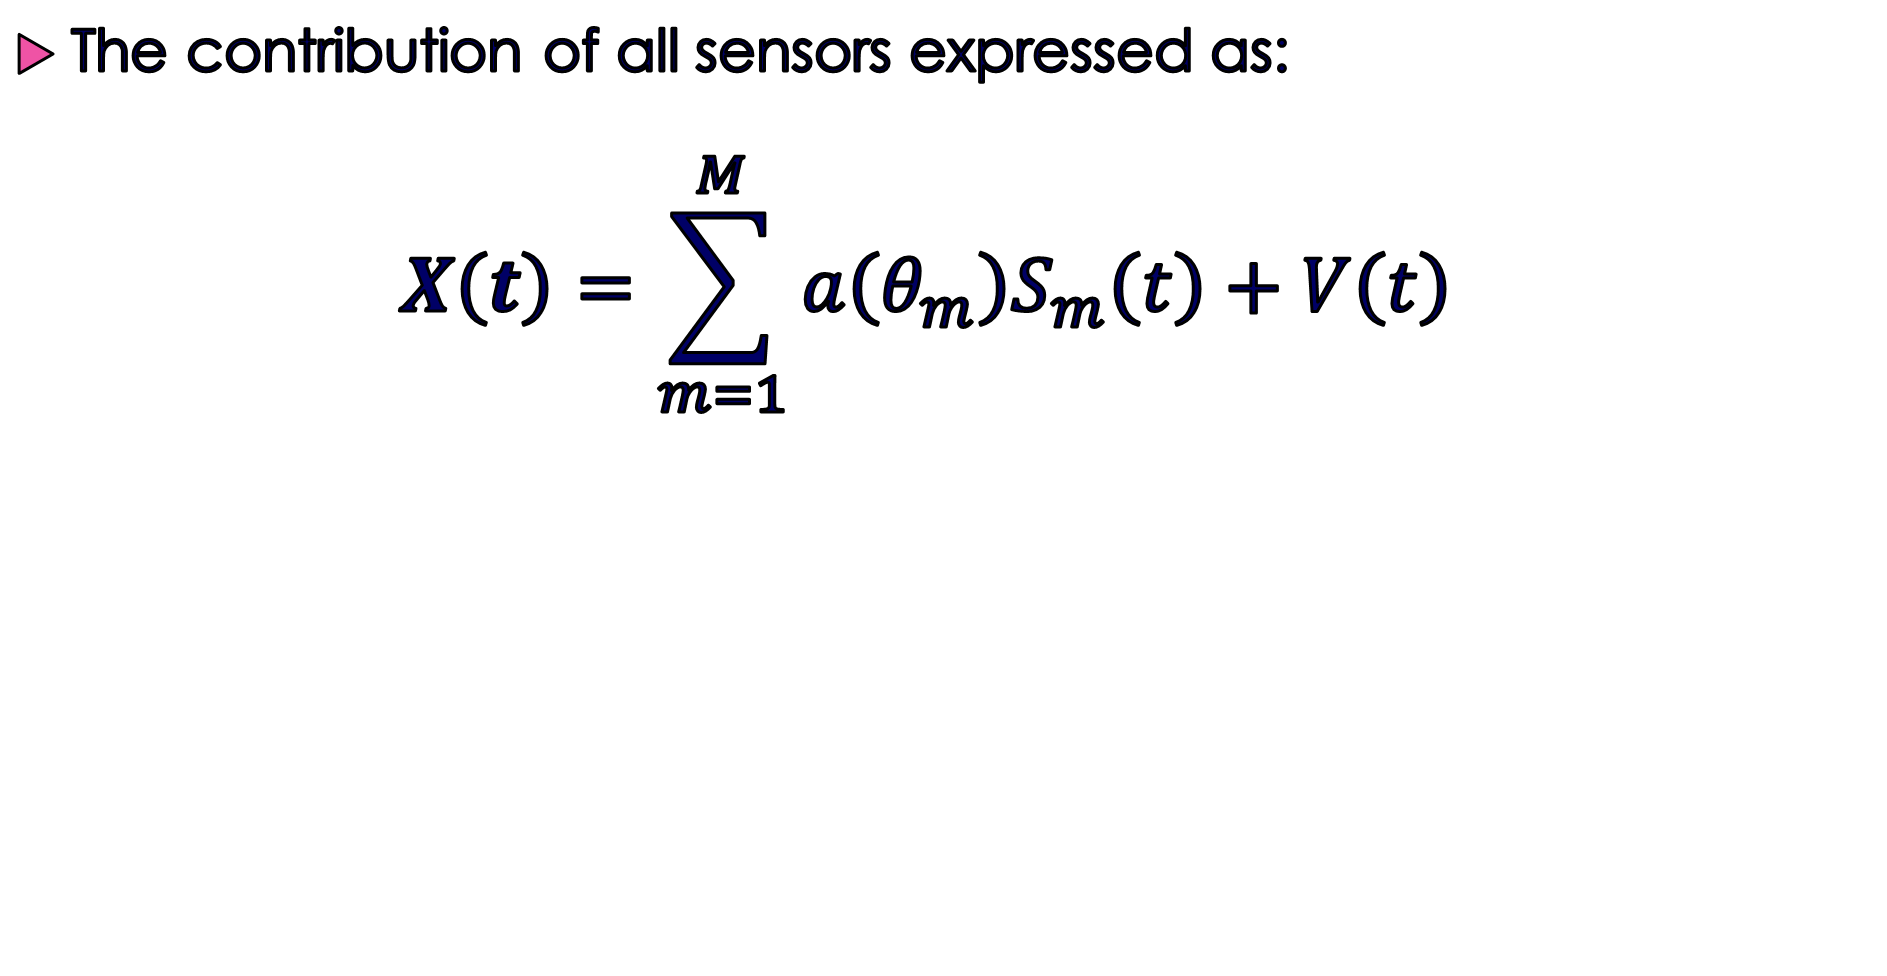 The contribution of all sensors expressed as:
X(t) = ∑_{m=1}^{M} a(θ_m)S_m(t) + V(t)